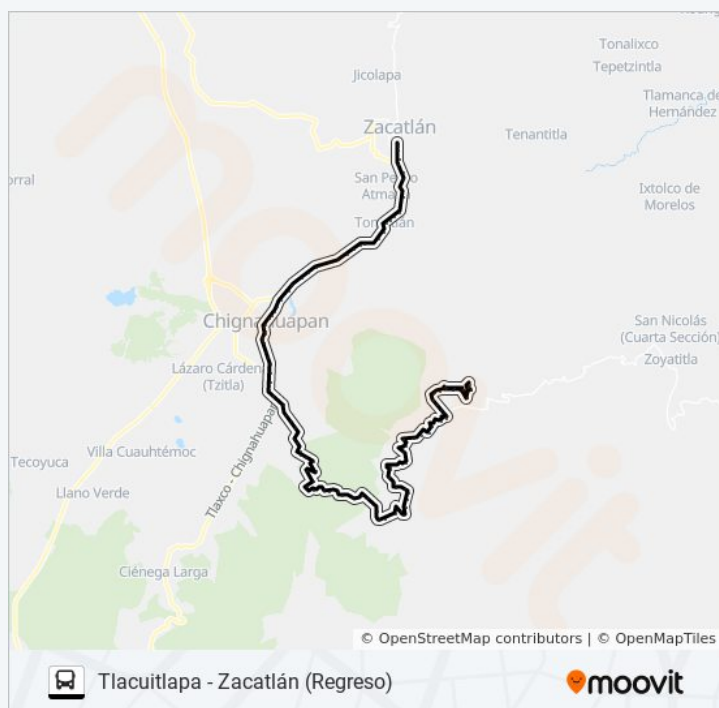 Tonalixco
Tepetzintla
Jicolapa
Tlamanca de
Hernández
Zacatlán
Tenantitla
San Pedro
Atmatla
Ixtolco de
Morelos
Tomatlán
Chignahuapan
San Nicolás
(Cuarta Sección)
Zoyatitla
Lázaro Cárdenas
(Tzitla)
Villa Cuauhtémoc
Tecoyuca
Llano Verde
Tlaxco - Chignahuapan
Ciénega Larga
moovit
© OpenStreetMap contributors | © OpenMapTiles
Tlacuitlapa - Zacatlán (Regreso)
moovit